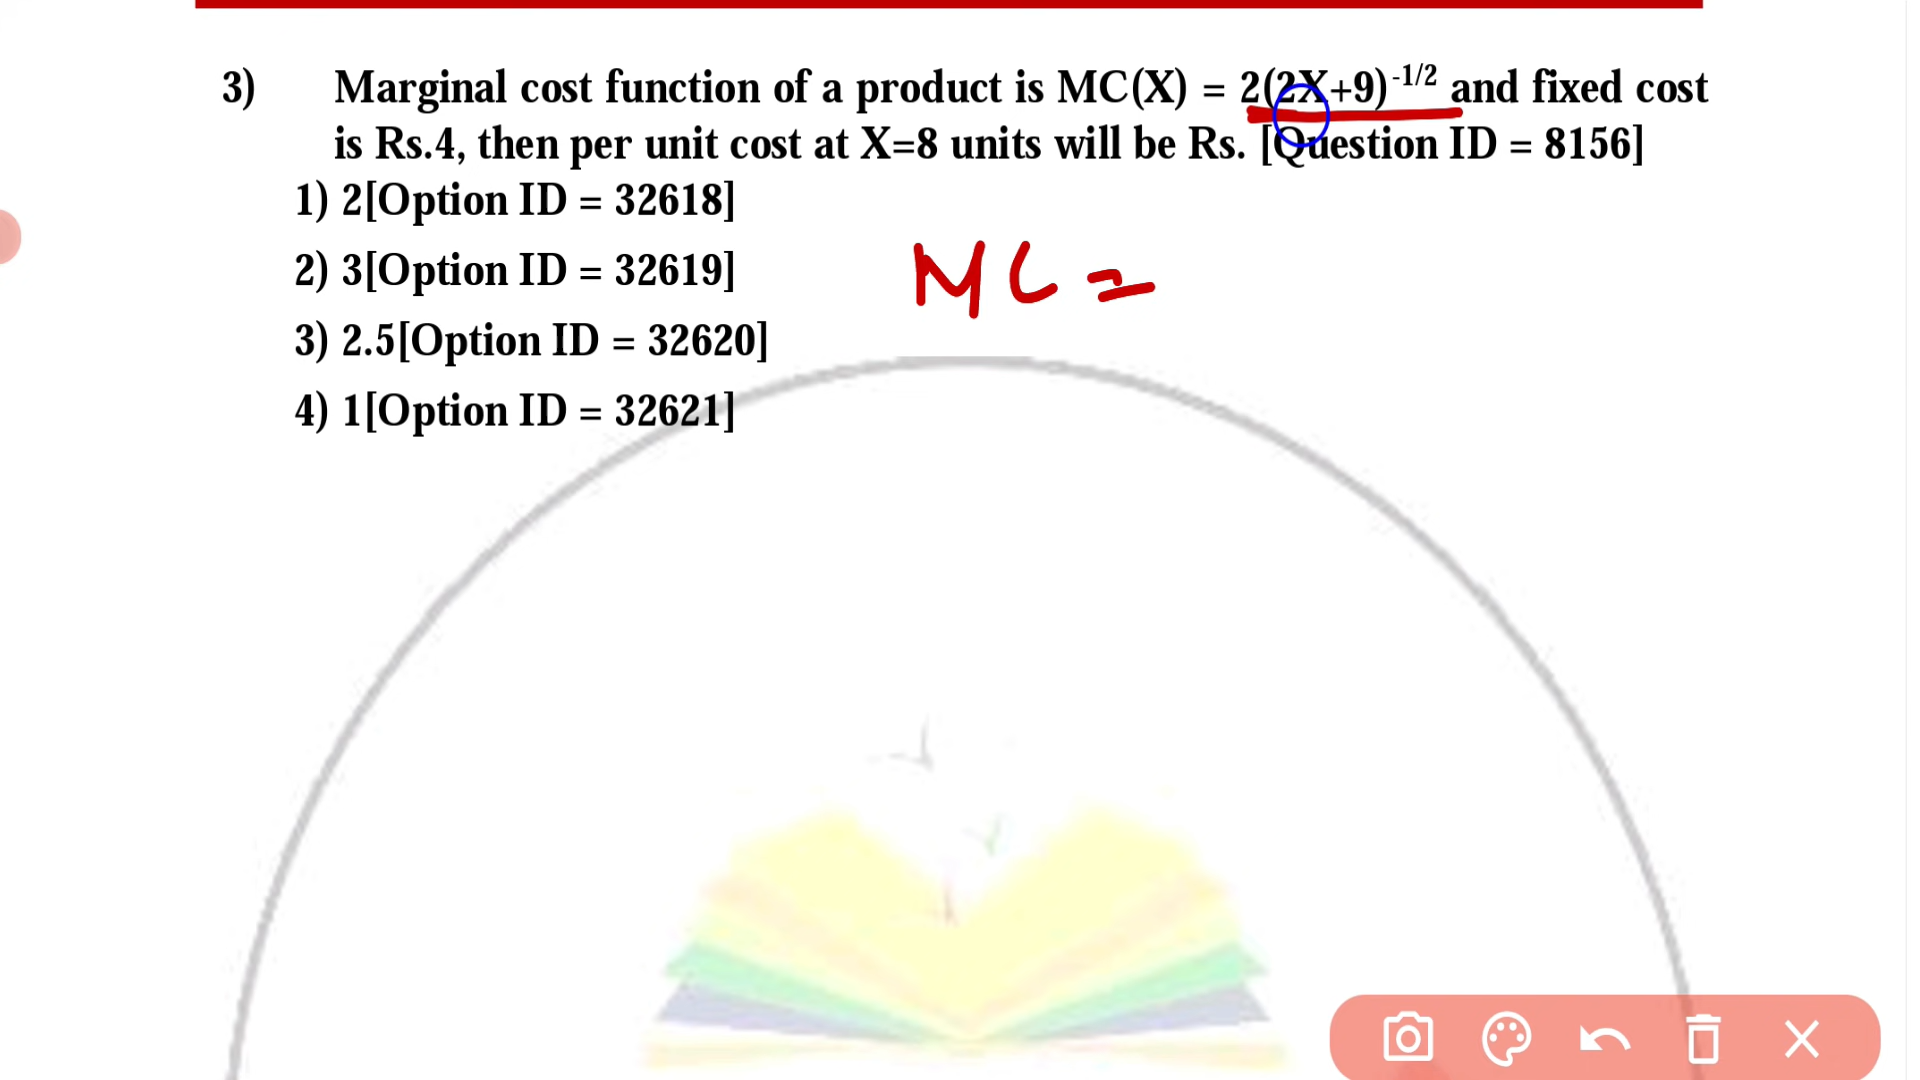 3) Marginal cost function of a product is MC(X) = 2(2X+9)⁻¹/² and fixed cost
is Rs.4, then per unit cost at X=8 units will be Rs. [Question ID = 8156]
1) 2[Option ID = 32618]
2) 3[Option ID = 32619]
MC=
3) 2.5[Option ID = 32620]
4) 1[Option ID = 32621]